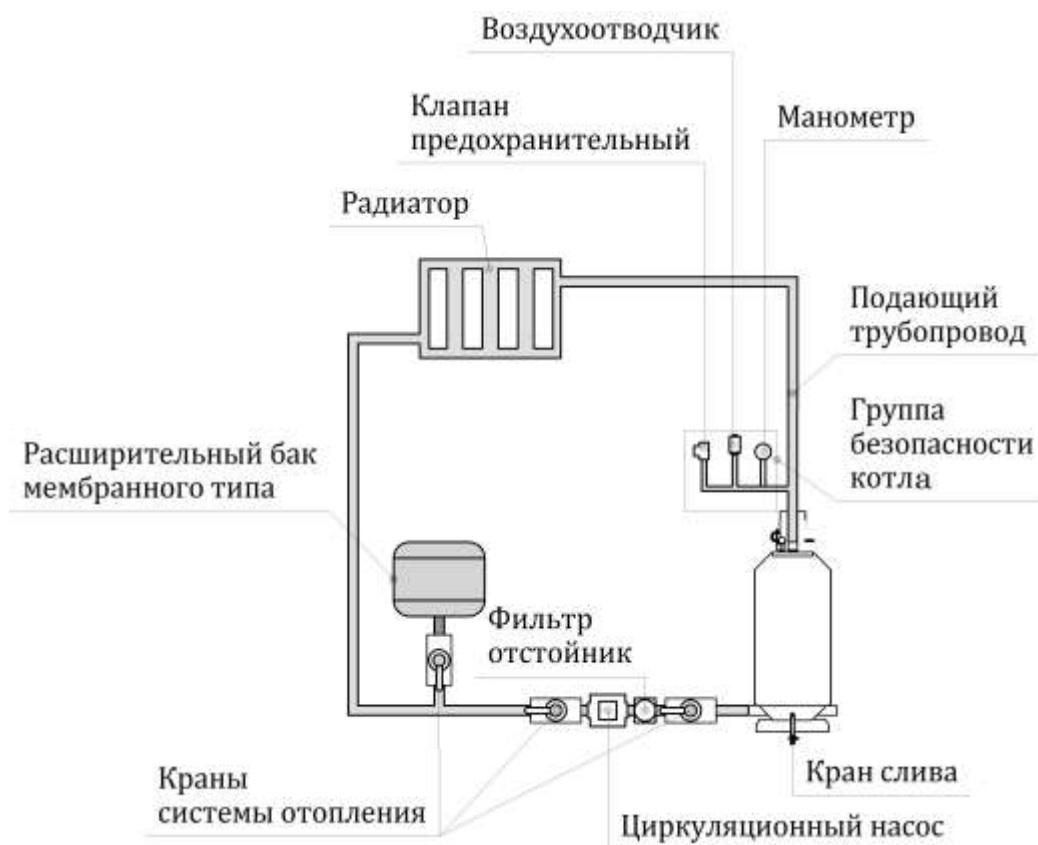 Воздухоотводчик
Клапан
предохранительный
Манометр
Радиатор
Подающий
трубопровод
Группа
безопасности
котла
Расширительный бак
мембранного типа
Фильтр
отстойник
Краны
системы отопления
Кран слива
Циркуляционный насос